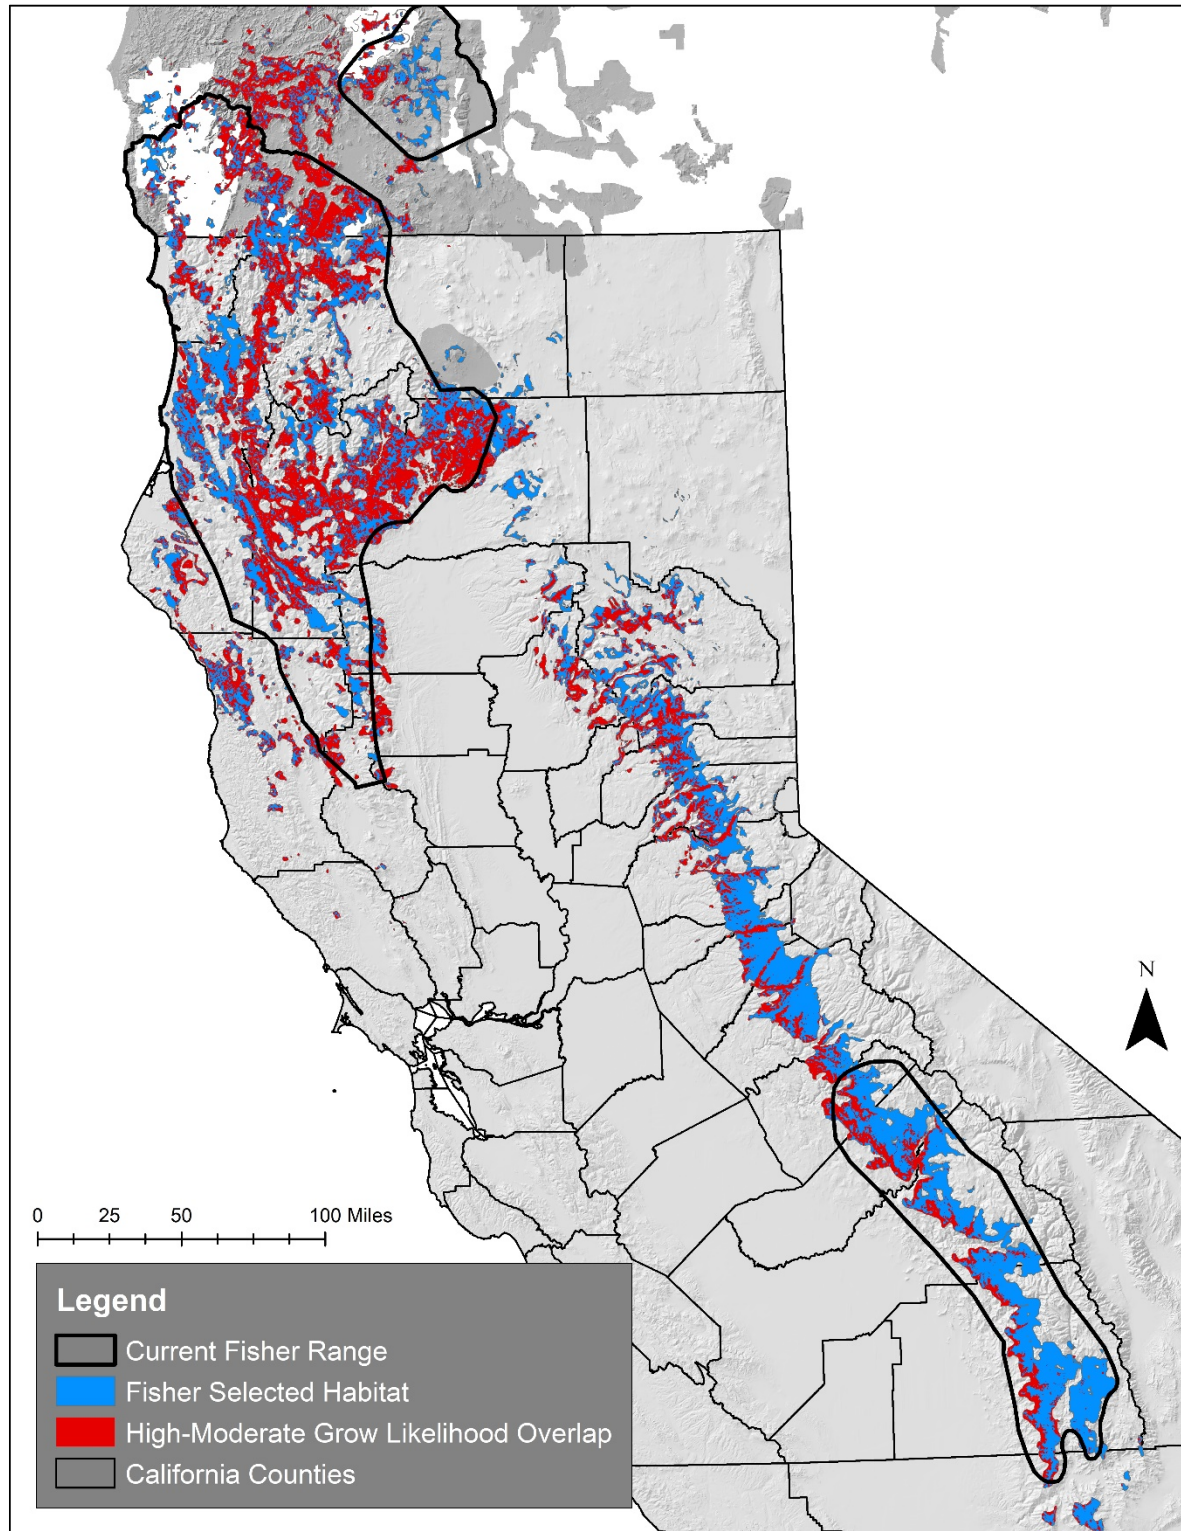 N
0 25 50 100 Miles
Legend
Current Fisher Range
Fisher Selected Habitat
High-Moderate Grow Likelihood Overlap
California Counties